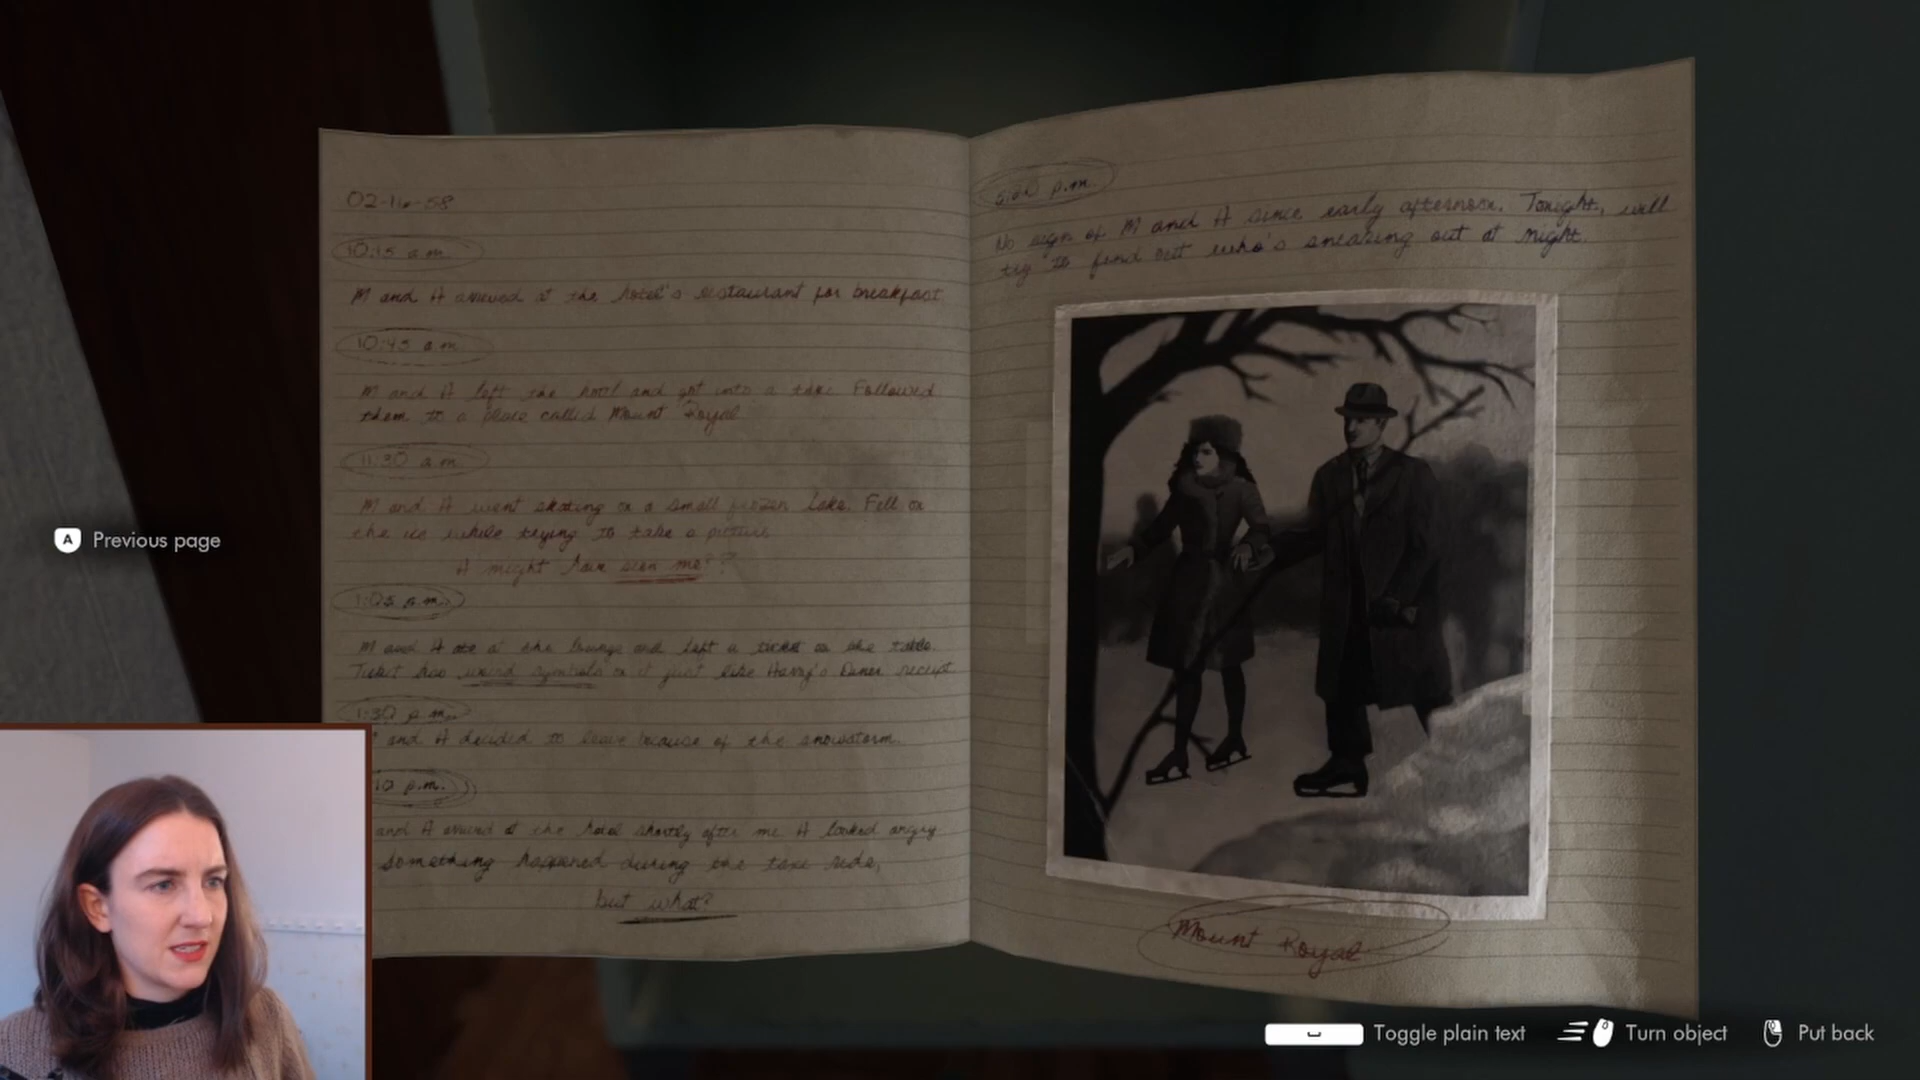 02-16-58
10:15 a.m.
M and A arrived at the hotel's restaurant for breakfast.
10:45 a.m.
M and A left the hotel and got into a taxi. Followed
them to a place called Mount Royal
11:30 a.m.
M and A went skating on a small frozen lake. Fell on
the ice while trying to take a picture
A might have seen me??
1:05 p.m.
M and A ate at the lounge and left a ticket on the table.
Ticket has weird symbols on it just like Harvy's Diner receipt
1:30 p.m.
and A decided to leave because of the snowstorm.
10 p.m.
and A arrived at the hotel shortly after me A looked angry
something happened during the taxi ride,
but what?
p.m.
No sign of M and A since early afternoon. Tonight, will
try to find out who's sneaking out at night.
Mount Royal
A Previous page
Toggle plain text Turn object Put back